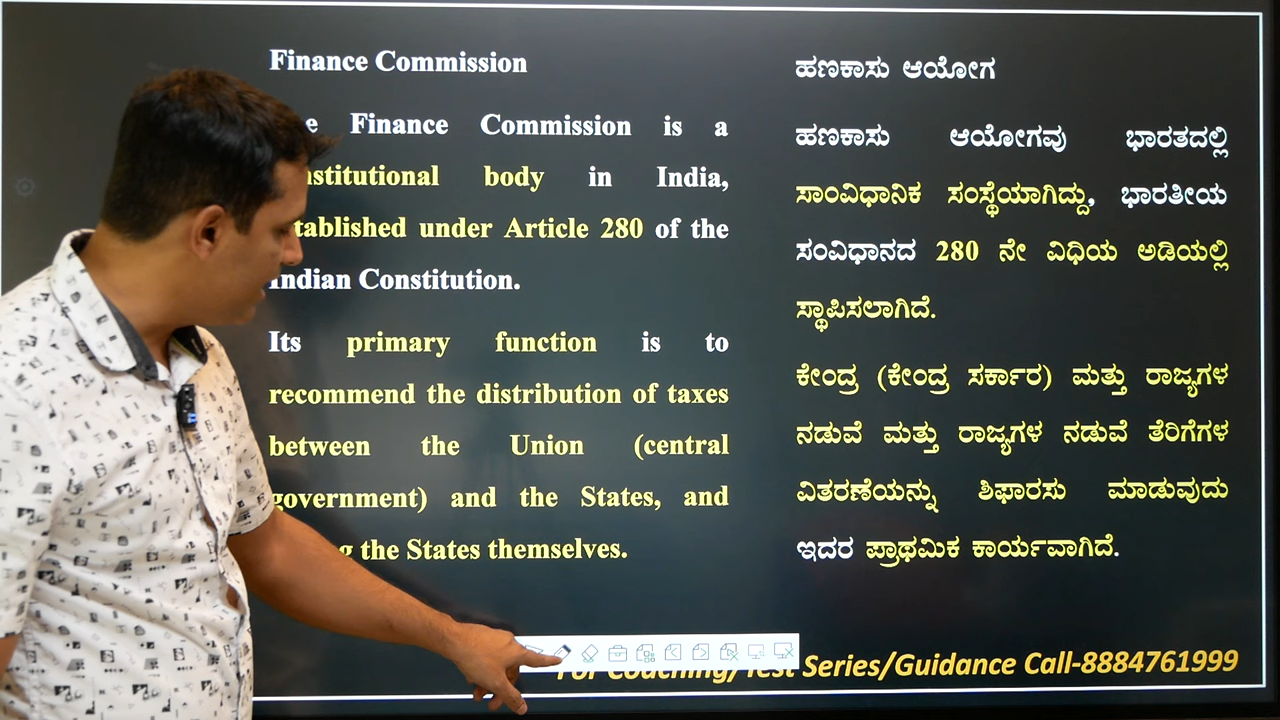 Finance Commission
Finance Commission is a
body in India,
under Article 280 of the
Indian Constitution.
Its primary function is to
recommend the distribution of taxes
between the Union (central
government) and the States, and
the States themselves.
ಹಣಕಾಸು ಆಯೋಗ
ಹಣಕಾಸು ಆಯೋಗವು ಭಾರತದಲ್ಲಿ
ಸಾಂವಿಧಾನಿಕ ಸಂಸ್ಥೆಯಾಗಿದ್ದು, ಭಾರತೀಯ
ಸಂವಿಧಾನದ 280 ನೇ ವಿಧಿಯ ಅಡಿಯಲ್ಲಿ
ಸ್ಥಾಪಿಸಲಾಗಿದೆ.
ಕೇಂದ್ರ (ಕೇಂದ್ರ ಸರ್ಕಾರ) ಮತ್ತು ರಾಜ್ಯಗಳ
ನಡುವೆ ಮತ್ತು ರಾಜ್ಯಗಳ ನಡುವೆ ತೆರಿಗೆಗಳ
ವಿತರಣೆಯನ್ನು ಶಿಫಾರಸು ಮಾಡುವುದು
ಇದರ ಪ್ರಾಥಮಿಕ ಕಾರ್ಯವಾಗಿದೆ.
For Coaching/Test Series/Guidance Call-8884761999